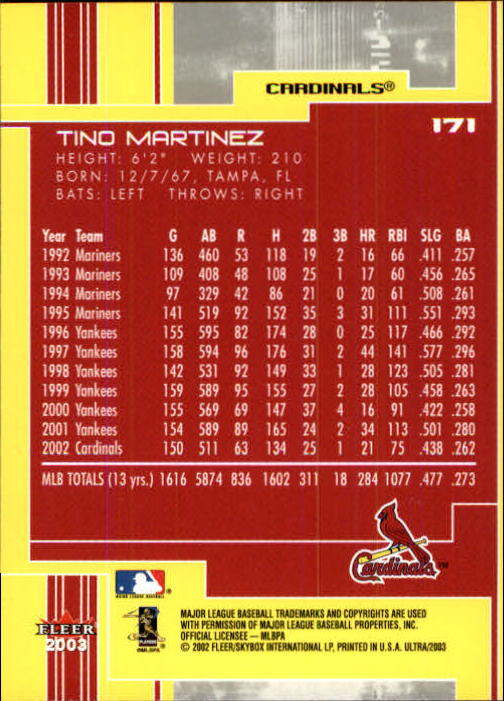 CARDINALS®
171
TINO MARTINEZ
HEIGHT: 6'2" WEIGHT: 210
BORN: 12/7/67, TAMPA, FL
BATS: LEFT THROWS: RIGHT
Year Team G AB R H 2B 3B HR RBI SLG BA
1992 Mariners 136 460 53 118 19 2 16 66 .411 .257
1993 Mariners 109 408 48 108 25 1 17 60 .456 .265
1994 Mariners 97 329 42 86 21 0 20 61 .508 .261
1995 Mariners 141 519 92 152 35 3 31 111 .551 .293
1996 Yankees 155 595 82 174 28 0 25 117 .466 .292
1997 Yankees 158 594 96 176 31 2 44 141 .577 .296
1998 Yankees 142 531 92 149 33 1 28 123 .505 .281
1999 Yankees 159 589 95 155 27 2 28 105 .458 .263
2000 Yankees 155 569 69 147 37 4 16 91 .422 .258
2001 Yankees 154 589 89 165 24 2 34 113 .501 .280
2002 Cardinals 150 511 63 134 25 1 21 75 .438 .262
MLB TOTALS (13 yrs.) 1616 5874 836 1602 311 18 284 1077 .477 .273
Cardinals™
MAJOR LEAGUE BASEBALL
FLEER
2003
PLAYERS
©MLBPA
MAJOR LEAGUE BASEBALL TRADEMARKS AND COPYRIGHTS ARE USED
WITH PERMISSION OF MAJOR LEAGUE BASEBALL PROPERTIES, INC.
OFFICIAL LICENSEE — MLBPA
© 2002 FLEER/SKYBOX INTERNATIONAL LP, PRINTED IN U.S.A. ULTRA/2003